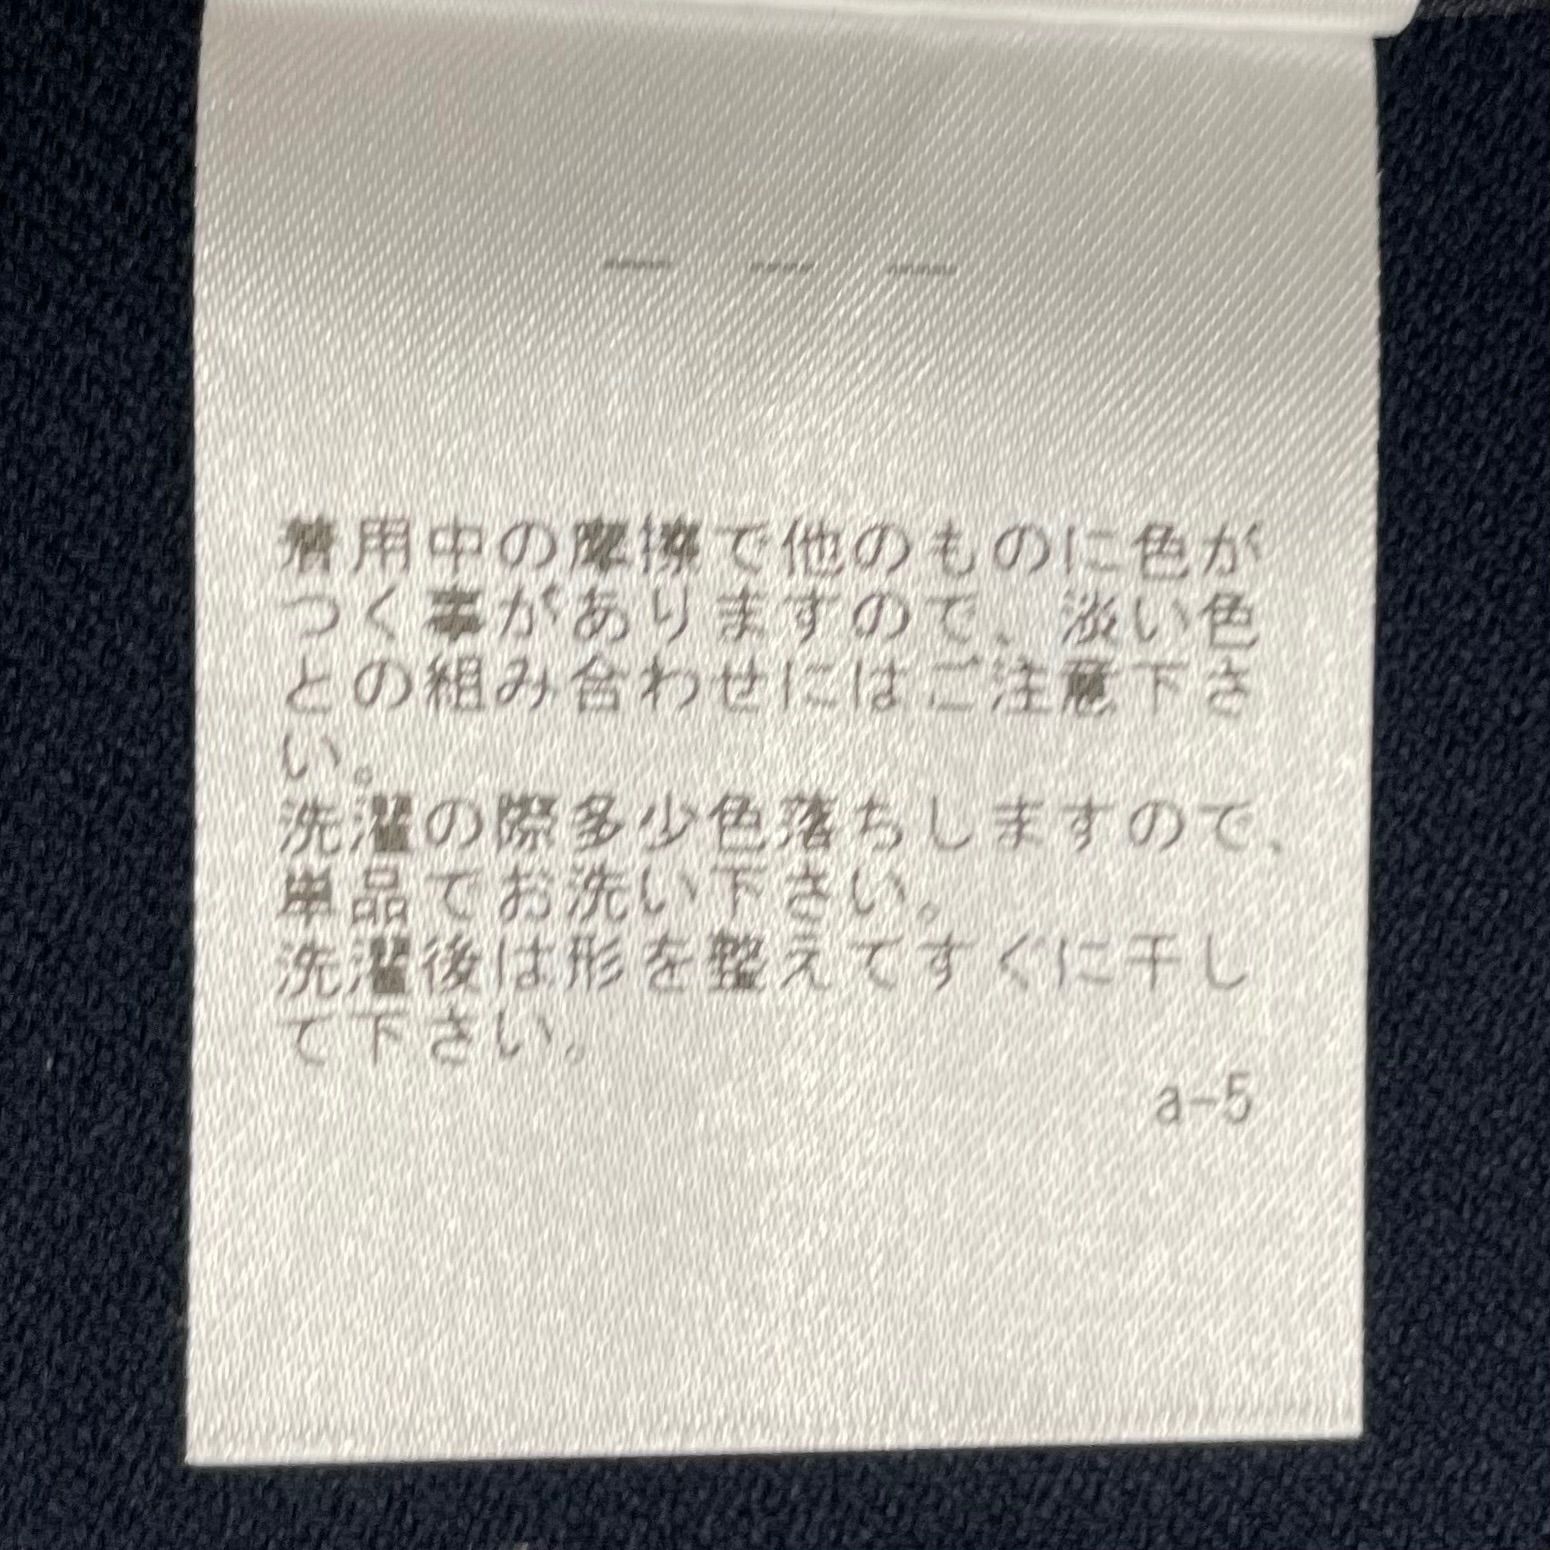 — — —
着用中の摩擦で他のものに色が
つく事がありますので、淡い色
との組み合わせにはご注意下さ
い。
洗濯の際多少色落ちしますので、
単品でお洗い下さい。
洗濯後は形を整えてすぐに干し
て下さい。
a-5